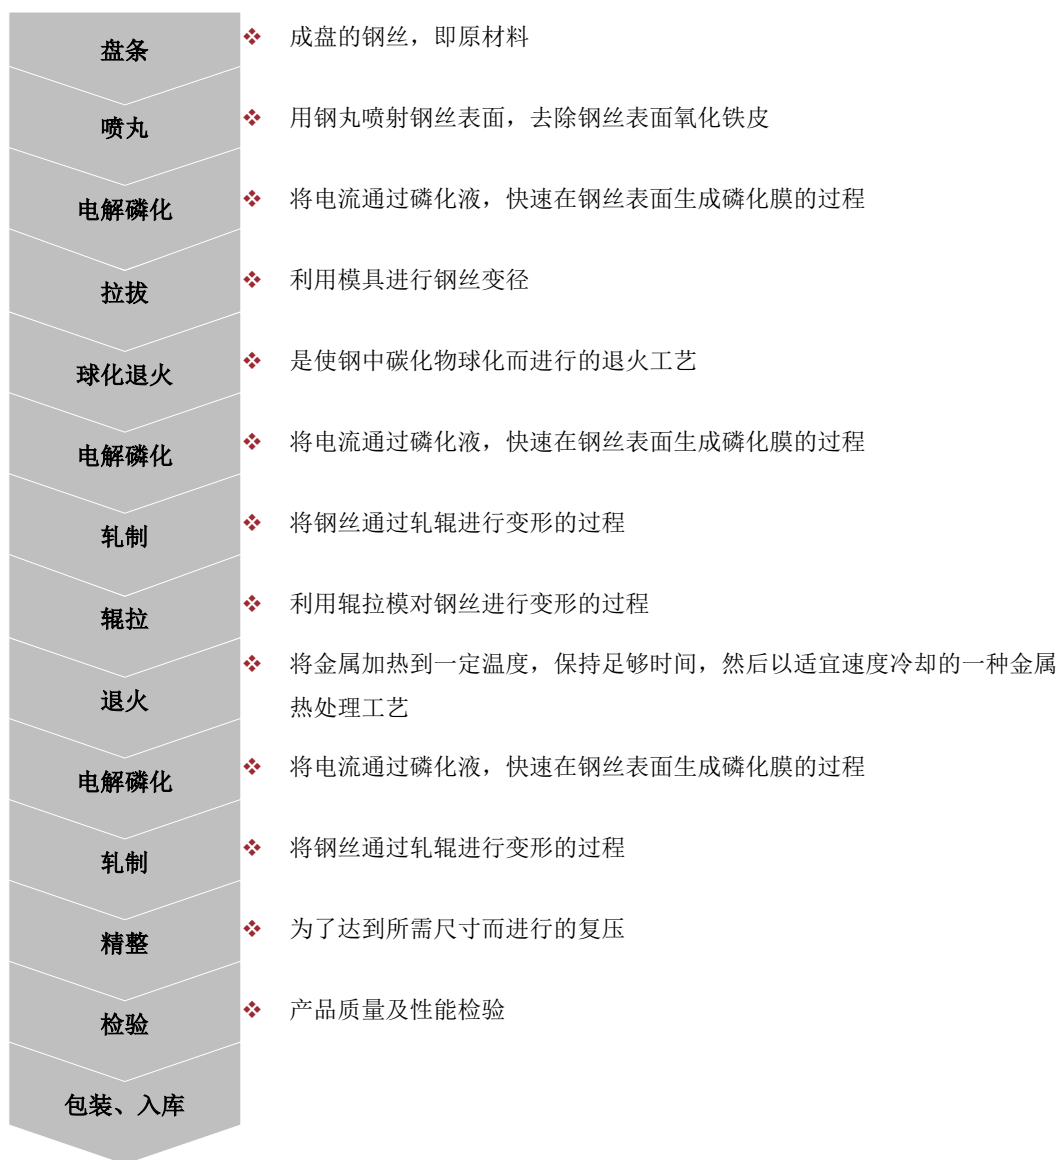 盘条
成盘的钢丝，即原材料
喷丸
用钢丸喷射钢丝表面，去除钢丝表面氧化铁皮
电解磷化
将电流通过磷化液，快速在钢丝表面生成磷化膜的过程
拉拔
利用模具进行钢丝变径
球化退火
是使钢中碳化物球化而进行的退火工艺
电解磷化
将电流通过磷化液，快速在钢丝表面生成磷化膜的过程
轧制
将钢丝通过轧辊进行变形的过程
辊拉
利用辊拉模对钢丝进行变形的过程
退火
将金属加热到一定温度，保持足够时间，然后以适宜速度冷却的一种金属
热处理工艺
电解磷化
将电流通过磷化液，快速在钢丝表面生成磷化膜的过程
轧制
将钢丝通过轧辊进行变形的过程
精整
为了达到所需尺寸而进行的复压
检验
产品质量及性能检验
包装、入库